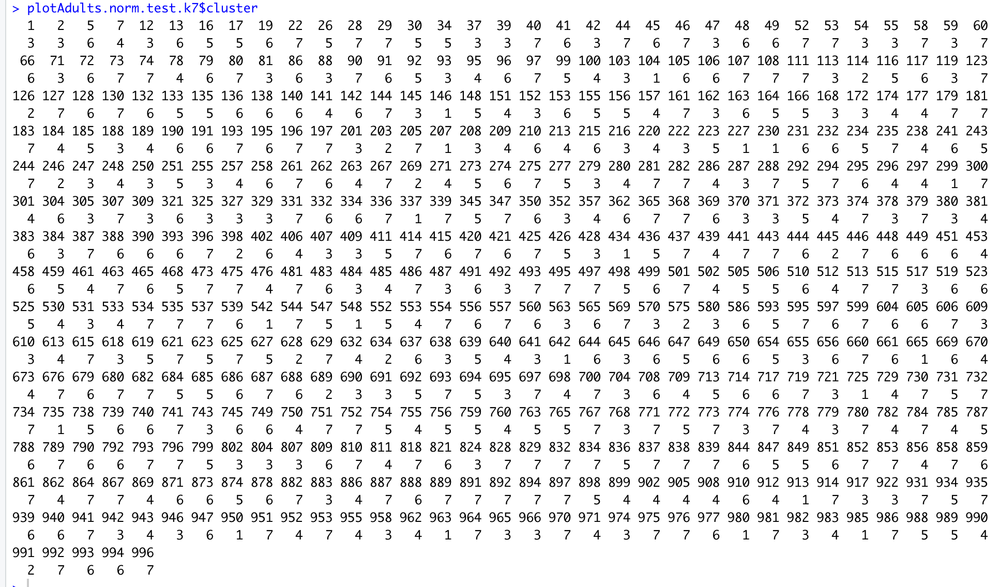 > plotAdults.norm.test.k7$cluster
1 2 5 7 12 13 16 17 19 22 26 28 29 30 34 37 39 40 41 42 44 45 46 47 48 49 52 53 54 55 58 59 60
3 3 6 4 3 6 5 5 6 7 5 7 7 5 5 3 3 7 6 3 7 6 7 3 6 6 7 7 3 3 7 3 7
66 71 72 73 74 78 79 80 81 86 88 90 91 92 93 95 96 97 99 100 103 104 105 106 107 108 111 113 114 116 117 119 123
6 3 6 7 7 4 6 7 3 6 3 7 6 5 3 4 6 7 5 4 3 1 6 6 7 7 7 3 2 5 6 3 7
126 127 128 130 132 133 135 136 138 140 141 142 144 145 146 148 151 152 153 155 156 157 161 162 163 164 166 168 172 174 177 179 181
2 7 6 7 6 5 5 6 6 6 4 6 7 3 1 5 4 3 6 5 5 4 7 3 6 5 5 3 3 4 4 7 7
183 184 185 188 189 190 191 193 195 196 197 201 203 205 207 208 209 210 213 215 216 220 222 223 227 230 231 232 234 235 238 241 243
7 4 5 3 4 6 6 7 6 7 7 3 2 7 1 3 4 6 4 6 3 4 3 5 1 1 6 6 5 7 4 6 5
244 246 247 248 250 251 255 257 258 261 262 263 267 269 271 273 274 275 277 279 280 281 282 286 287 288 292 294 295 296 297 299 300
7 2 3 4 3 5 3 4 6 7 6 4 7 2 4 5 6 7 5 3 4 7 7 4 3 7 5 7 6 4 4 1 7
301 304 305 307 309 321 325 327 329 331 332 334 336 337 339 345 347 350 352 357 362 365 368 369 370 371 372 373 374 378 379 380 381
4 6 3 7 3 6 3 3 3 7 6 6 7 1 7 5 7 6 3 4 6 7 7 6 3 3 5 4 7 3 7 3 4
383 384 387 388 390 393 396 398 402 406 407 409 411 414 415 420 421 425 426 428 434 436 437 439 441 443 444 445 446 448 449 451 453
6 3 7 6 6 6 7 2 6 4 3 3 5 7 6 7 6 7 5 3 1 5 7 4 7 7 6 2 7 6 6 6 4
458 459 461 463 465 468 473 475 476 481 483 484 485 486 487 491 492 493 495 497 498 499 501 502 505 506 510 512 513 515 517 519 523
6 5 4 7 6 5 7 7 4 7 6 3 4 7 3 6 3 7 7 7 5 6 7 4 5 5 6 4 7 7 3 6 6
525 530 531 533 534 535 537 539 542 544 547 548 552 553 554 556 557 560 563 565 569 570 575 580 586 593 595 597 599 604 605 606 609
5 4 3 4 7 7 7 6 1 7 5 1 5 4 7 6 7 6 3 6 7 3 2 3 6 5 7 6 7 6 6 7 3
610 613 615 618 619 621 623 625 627 628 629 632 634 637 638 639 640 641 642 644 645 646 647 649 650 654 655 656 660 661 665 669 670
3 4 7 3 5 7 5 7 5 2 7 4 2 6 3 5 4 3 1 6 3 6 5 6 6 5 3 6 7 6 1 6 4
673 676 679 680 682 684 685 686 687 688 689 690 691 692 693 694 695 697 698 700 704 708 709 713 714 717 719 721 725 729 730 731 732
4 7 6 7 7 5 5 6 7 6 2 3 3 5 7 5 3 7 4 7 3 6 4 5 6 6 7 3 1 4 7 5 7
734 735 738 739 740 741 743 745 749 750 751 752 754 755 756 759 760 763 765 767 768 771 772 773 774 776 778 779 780 782 784 785 787
7 1 5 6 6 7 3 6 6 4 7 7 5 4 5 5 4 5 5 7 3 7 5 7 3 7 4 3 7 4 7 4 5
788 789 790 792 793 796 799 802 804 807 809 810 811 818 821 824 828 829 832 834 836 837 838 839 844 847 849 851 852 853 856 858 859
6 7 6 6 7 7 5 3 3 3 6 7 4 7 6 3 7 7 7 7 5 7 7 7 6 5 5 6 7 7 4 7 6
861 862 864 867 869 871 873 874 878 882 883 886 887 888 889 891 892 894 897 898 899 902 905 908 910 912 913 914 917 922 931 934 935
7 4 7 7 4 6 6 5 6 7 3 4 7 6 7 7 7 7 7 5 4 4 4 4 6 4 1 7 3 3 7 5 7
939 940 941 942 943 946 947 950 951 952 953 955 958 962 963 964 965 966 970 971 974 975 976 977 980 981 982 983 985 986 988 989 990
6 6 7 3 4 3 6 1 7 4 7 4 3 4 1 7 3 3 7 4 3 7 7 6 1 7 3 4 1 7 5 5 4
991 992 993 994 996
2 7 6 6 7
>